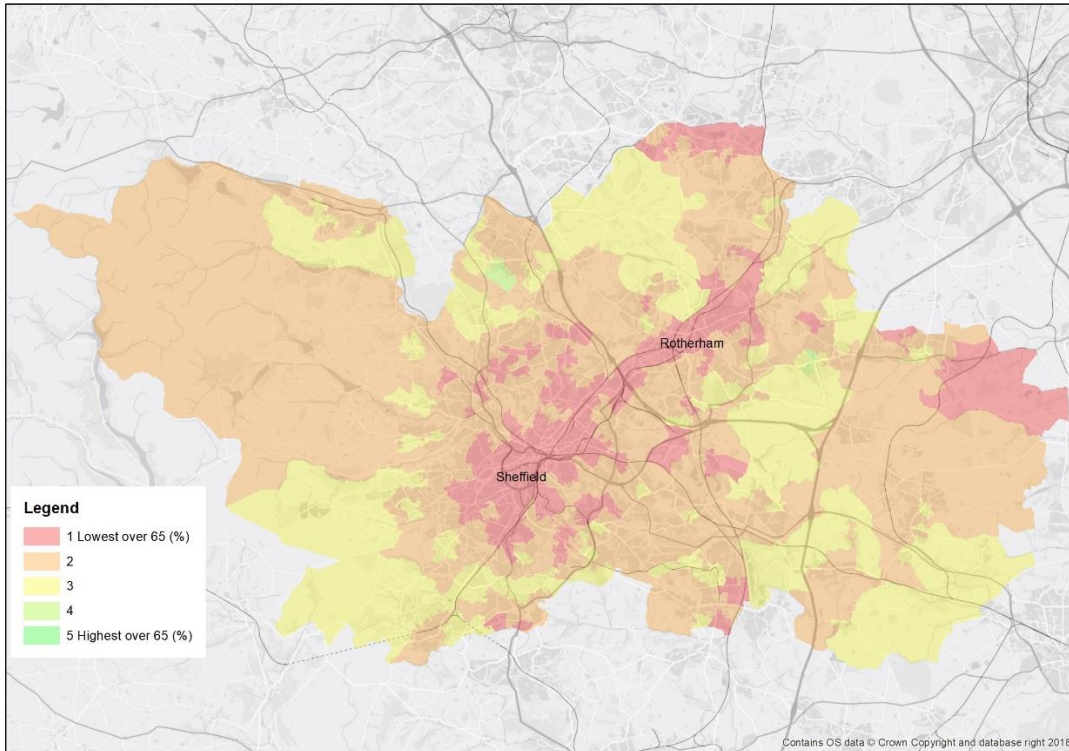 Rotherham
Sheffield
Legend
1 Lowest over 65 (%)
2
3
4
5 Highest over 65 (%)
Contains OS data © Crown Copyright and database right 2018